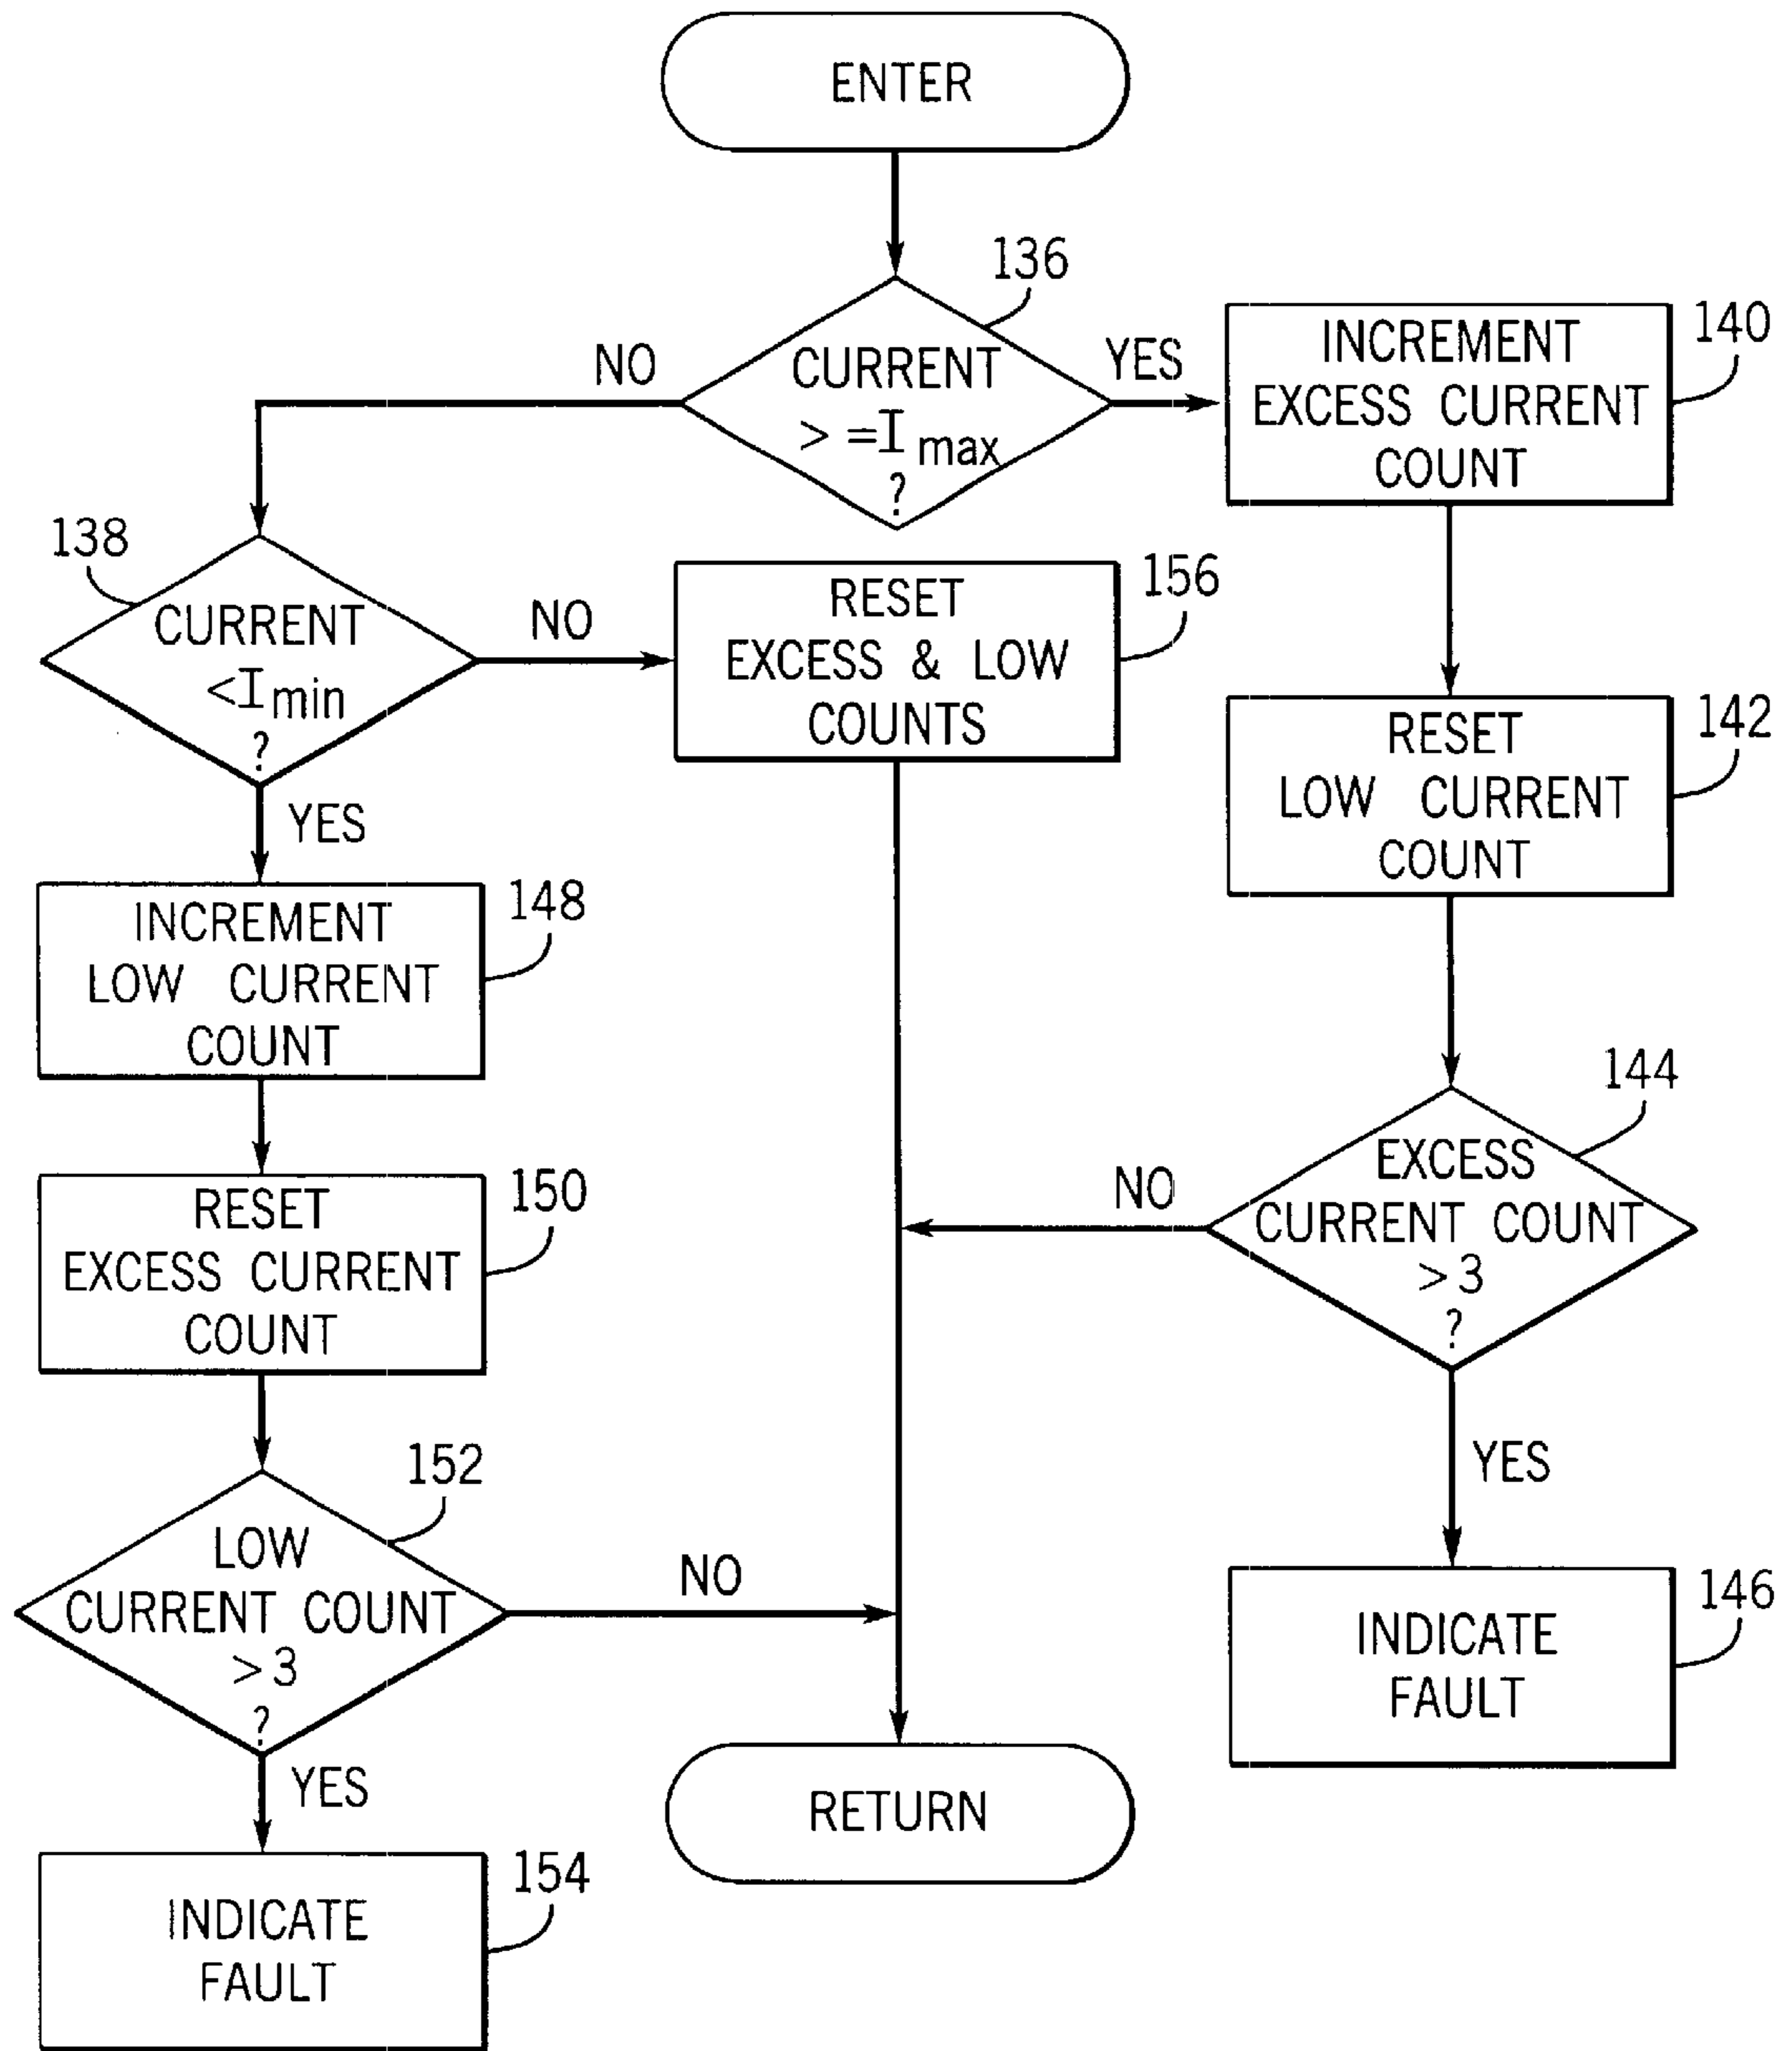 ENTER
136
NO
CURRENT
> =Imax
?
YES
INCREMENT
EXCESS CURRENT
COUNT
140
138
CURRENT
<Imin
?
NO
YES
RESET
EXCESS & LOW
COUNTS
156
RESET
LOW CURRENT
COUNT
142
INCREMENT
LOW CURRENT
COUNT
148
144
EXCESS
CURRENT COUNT
>3
?
NO
YES
RESET
EXCESS CURRENT
COUNT
150
152
LOW
CURRENT COUNT
>3
?
NO
YES
INDICATE
FAULT
146
RETURN
INDICATE
FAULT
154